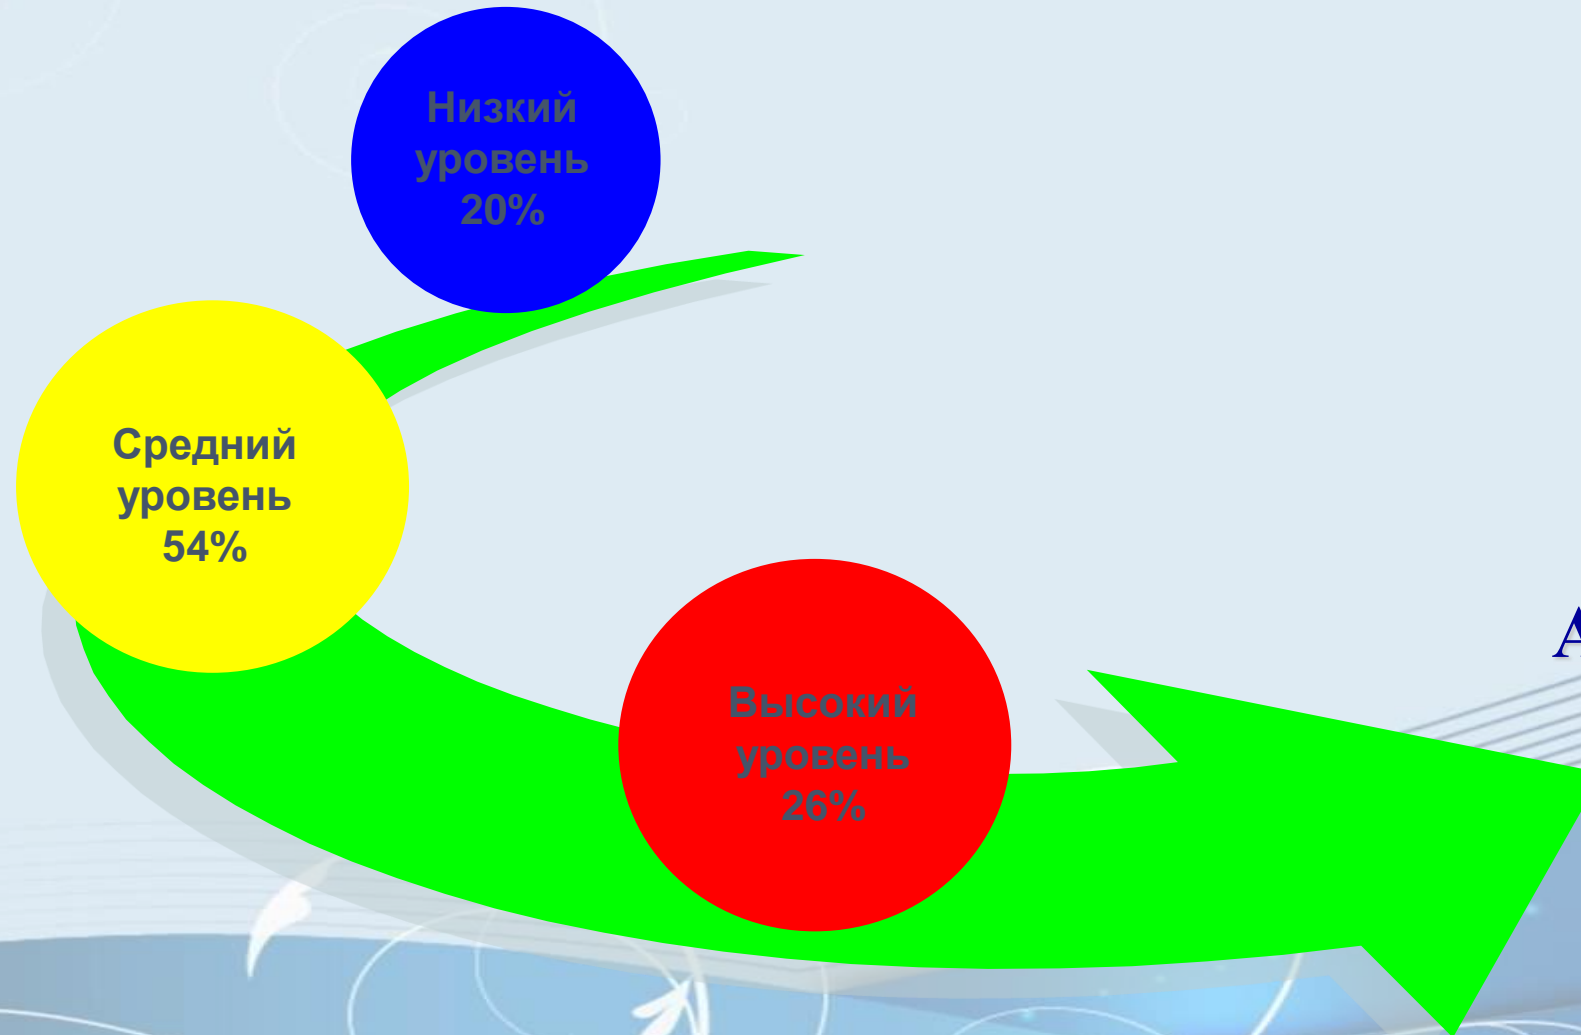 Низкий
уровень
20%
Средний
уровень
54%
Высокий
уровень
26%
А